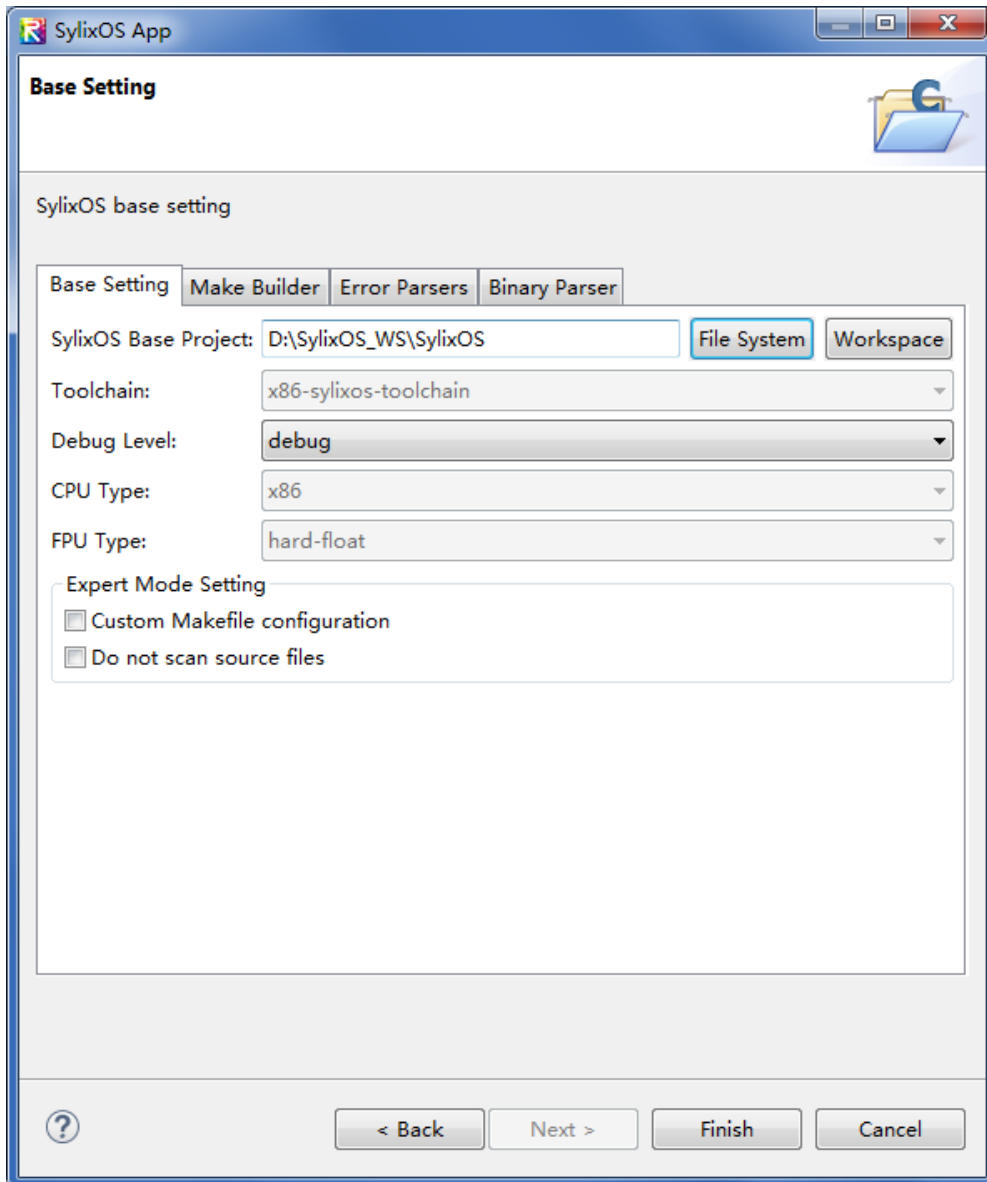 SylixOS App
Base Setting
SylixOS base setting
Base Setting Make Builder Error Parsers Binary Parser
SylixOS Base Project: D:\SylixOS_WS\SylixOS File System Workspace
Toolchain: x86-sylixos-toolchain
Debug Level: debug
CPU Type: x86
FPU Type: hard-float
Expert Mode Setting
Custom Makefile configuration
Do not scan source files
? < Back Next > Finish Cancel